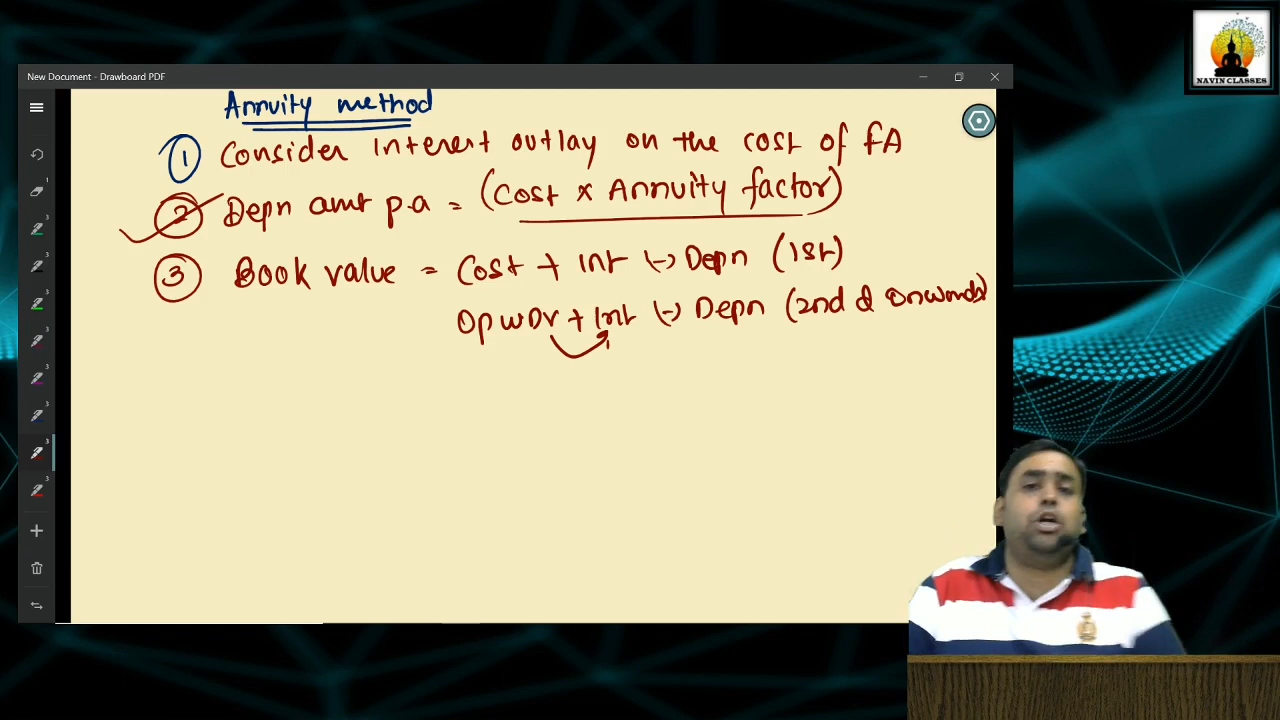 NAVIN CLASSES
New Document - Drawboard PDF
Annuity method
① Consider interest outlay on the cost of FA
② Depn amt p.a = (Cost x Annuity factor)
③ Book value = Cost + Int (-) Depn (1st)
Op WDV + Int (-) Depn (2nd & onwards)